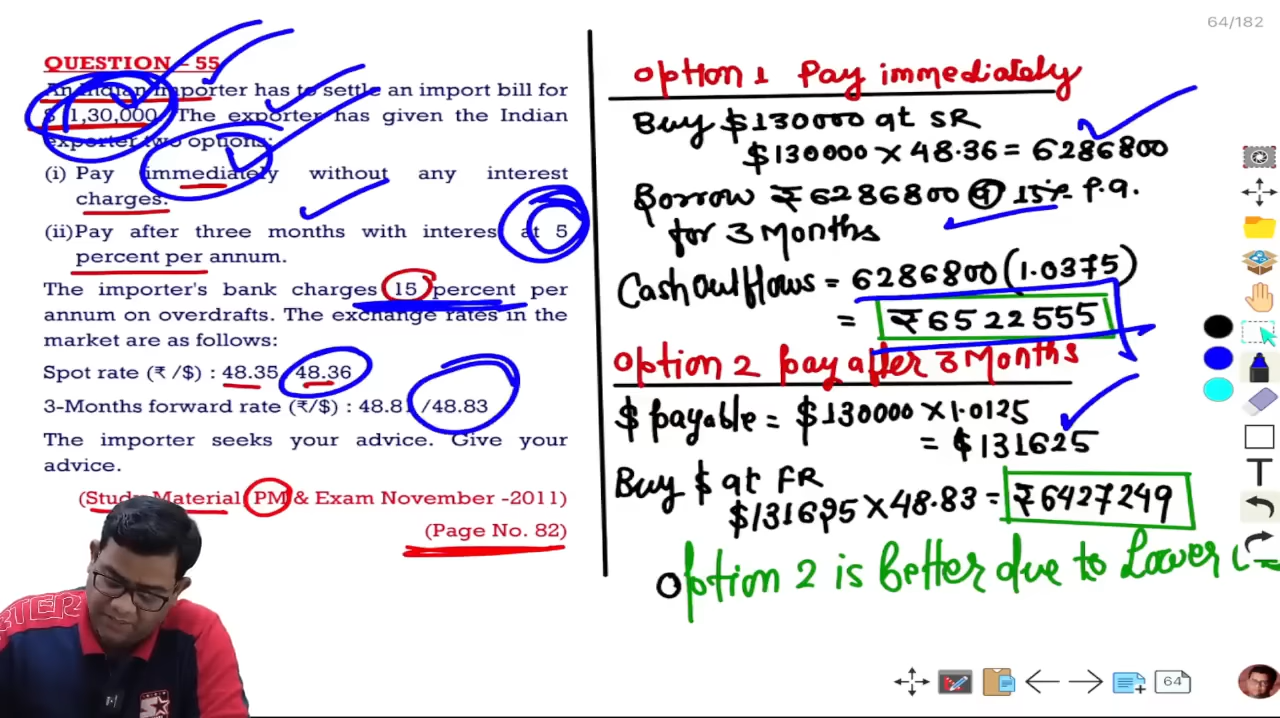 64/182
QUESTION – 55
An Indian importer has to settle an import bill for
$ 1,30,000. The exporter has given the Indian
exporter two options:
(i) Pay immediately without any interest
charges.
(ii) Pay after three months with interest at 5
percent per annum.
The importer's bank charges 15 percent per
annum on overdrafts. The exchange rates in the
market are as follows:
Spot rate (₹ /$) : 48.35 48.36
3-Months forward rate (₹/$) : 48.81 /48.83
The importer seeks your advice. Give your
advice.
(Study Material PM & Exam November -2011)
(Page No. 82)
Option 1 Pay immediately
Buy $130000 at SR
$130000 × 48.36 = 6286800
Borrow ₹6286800 @ 15% P.a.
for 3 Months
Cash Outflows = 6286800 (1.0375)
= ₹6522555
Option 2 Pay after 3 Months
$ Payable = $130000 × 1.0125
= $131625
Buy $ at FR
$131625 × 48.83 = ₹6427249
Option 2 is better due to Lower
T
64